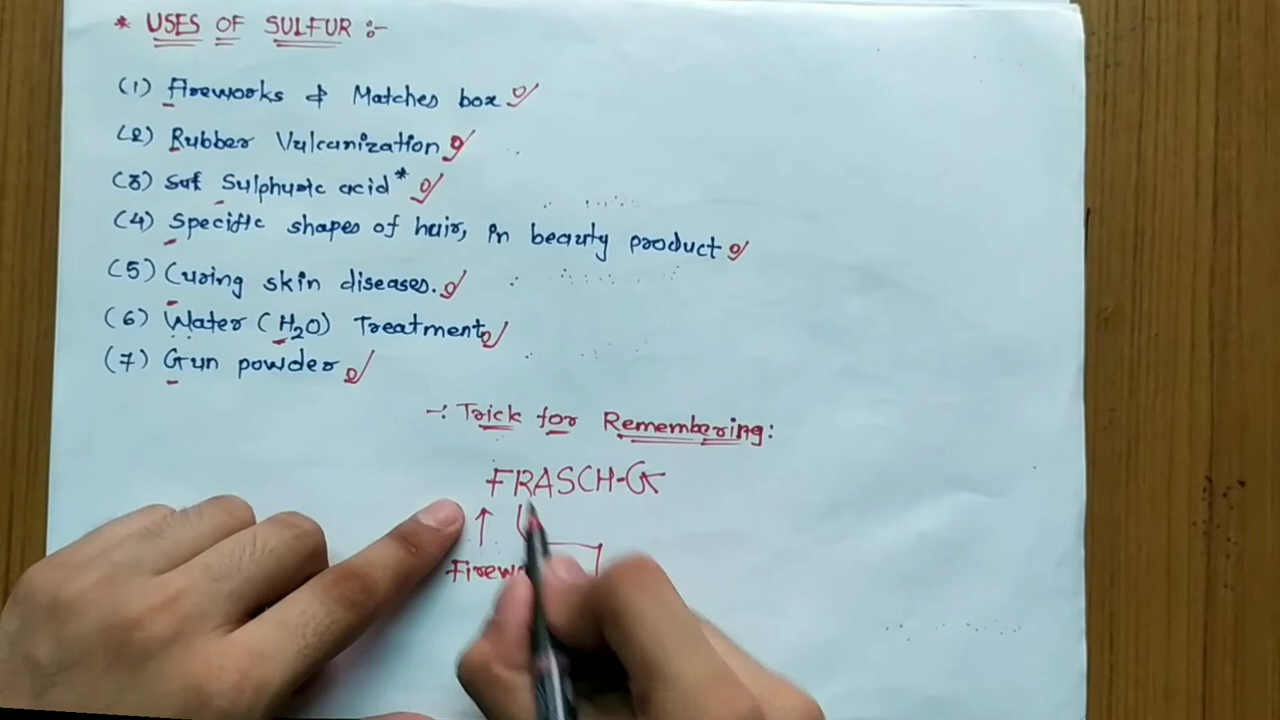 * USES OF SULFUR :-
(1) Fireworks & Matches box
(2) Rubber Vulcanization
(3) Sulphuric acid*
(4) Specific shapes of hair, in beauty product
(5) Curing skin diseases.
(6) Water (H2O) Treatment
(7) Gun powder
-: Trick for Remembering:
FRASCH-G